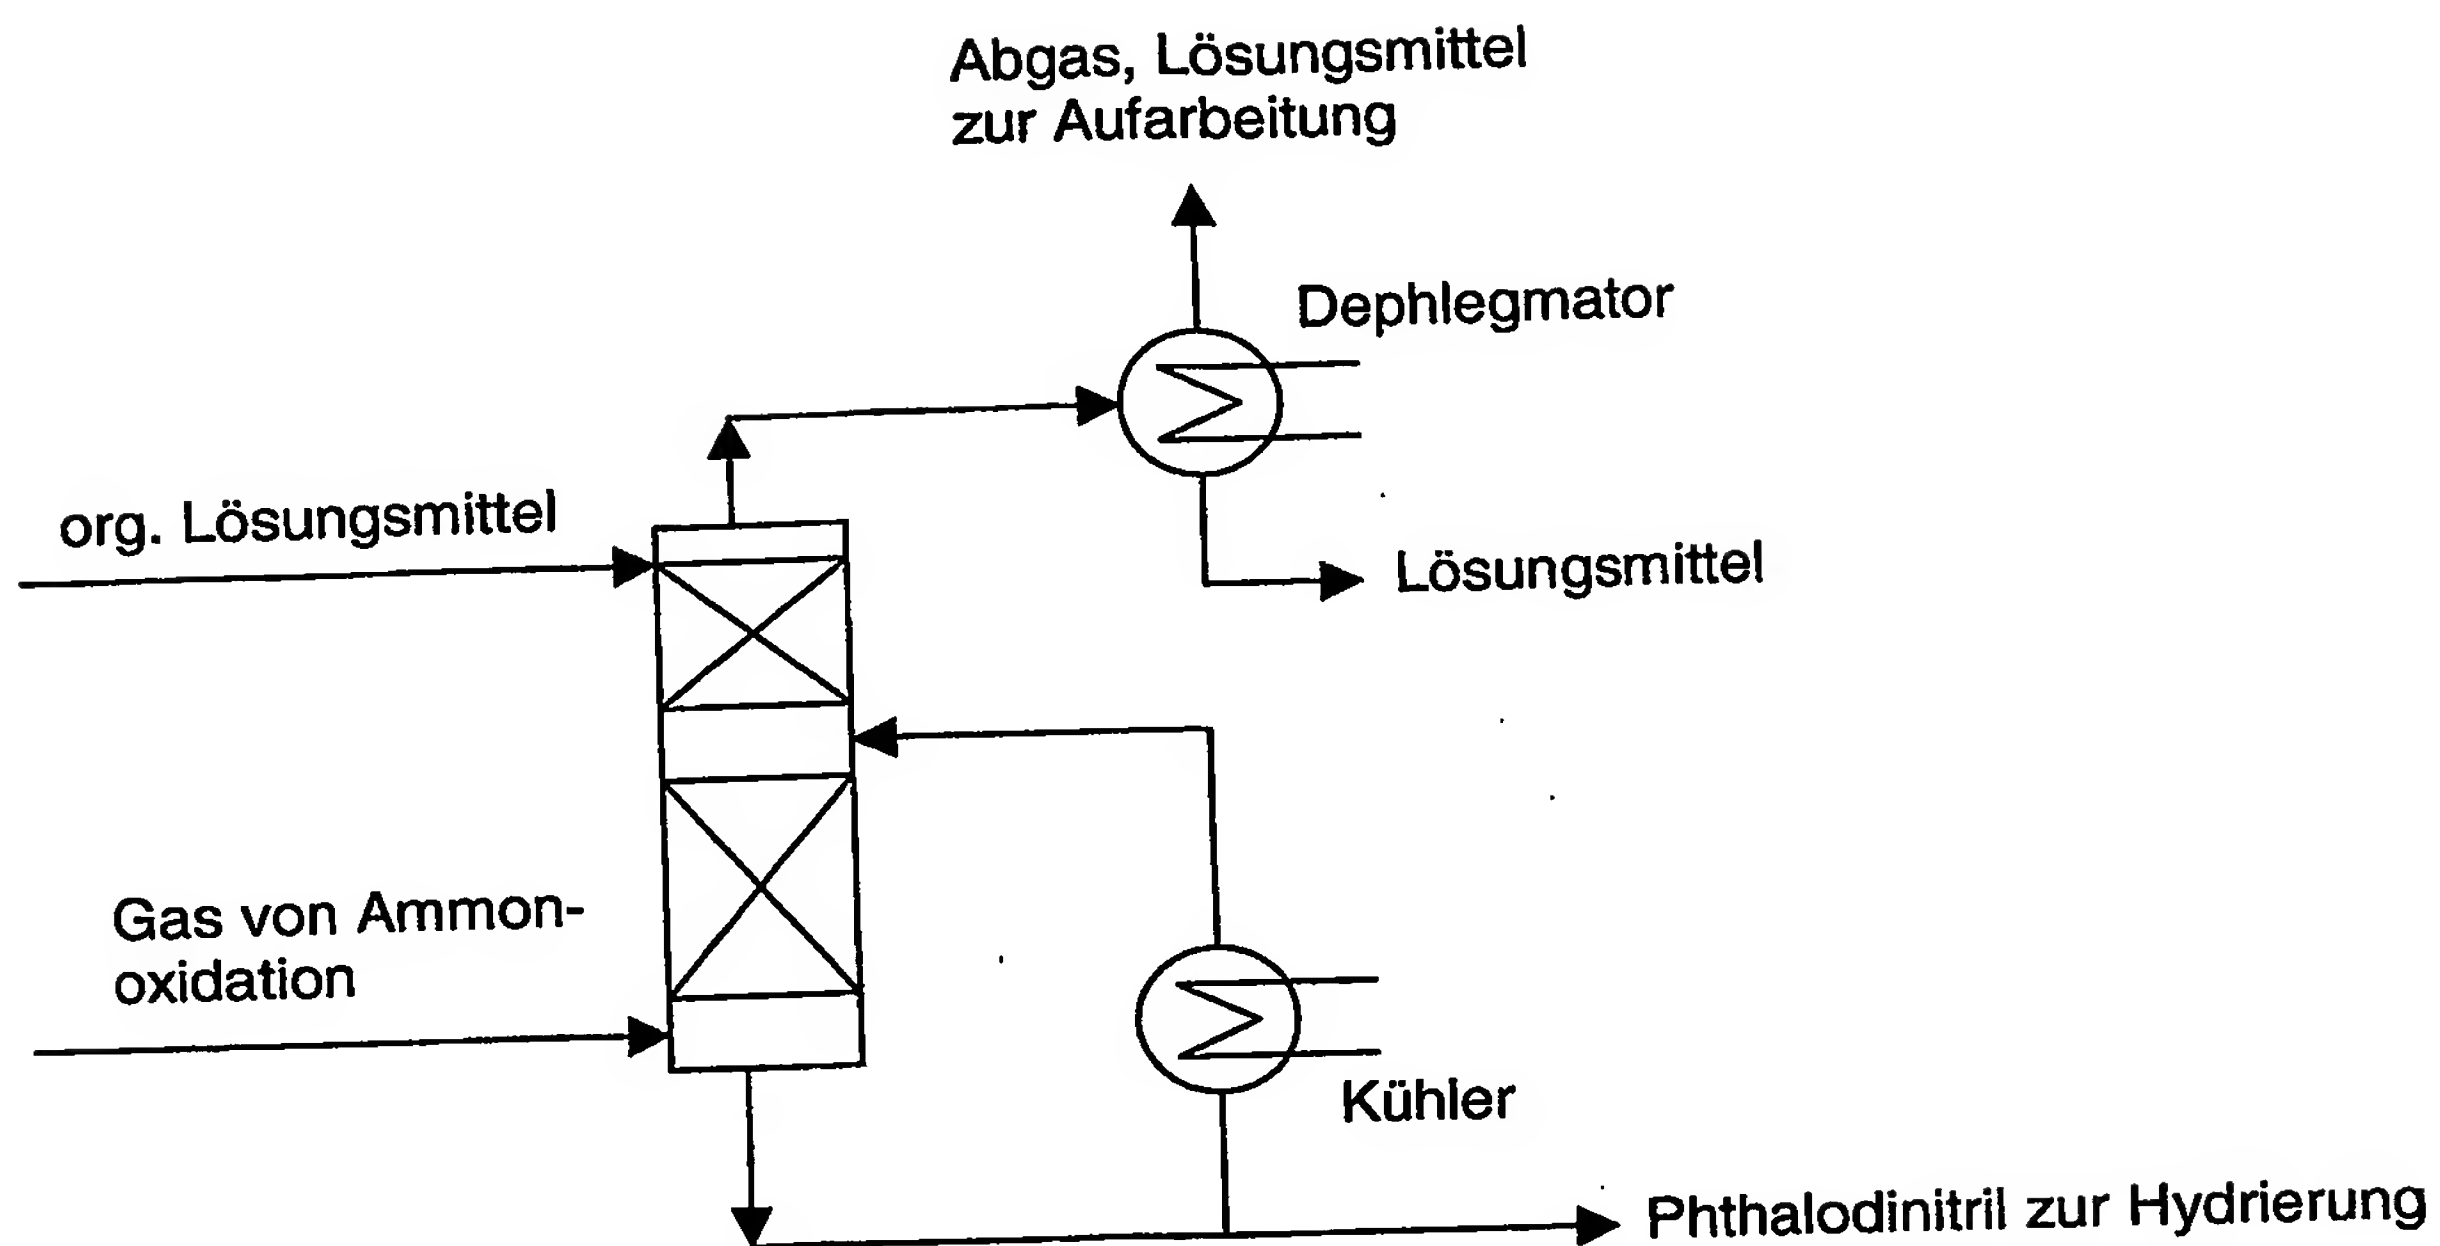 Abgas, Lösungsmittel
zur Aufarbeitung
Dephlegmator
org. Lösungsmittel
Lösungsmittel
Gas von Ammon-
oxidation
Kühler
Phthalodinitril zur Hydrierung